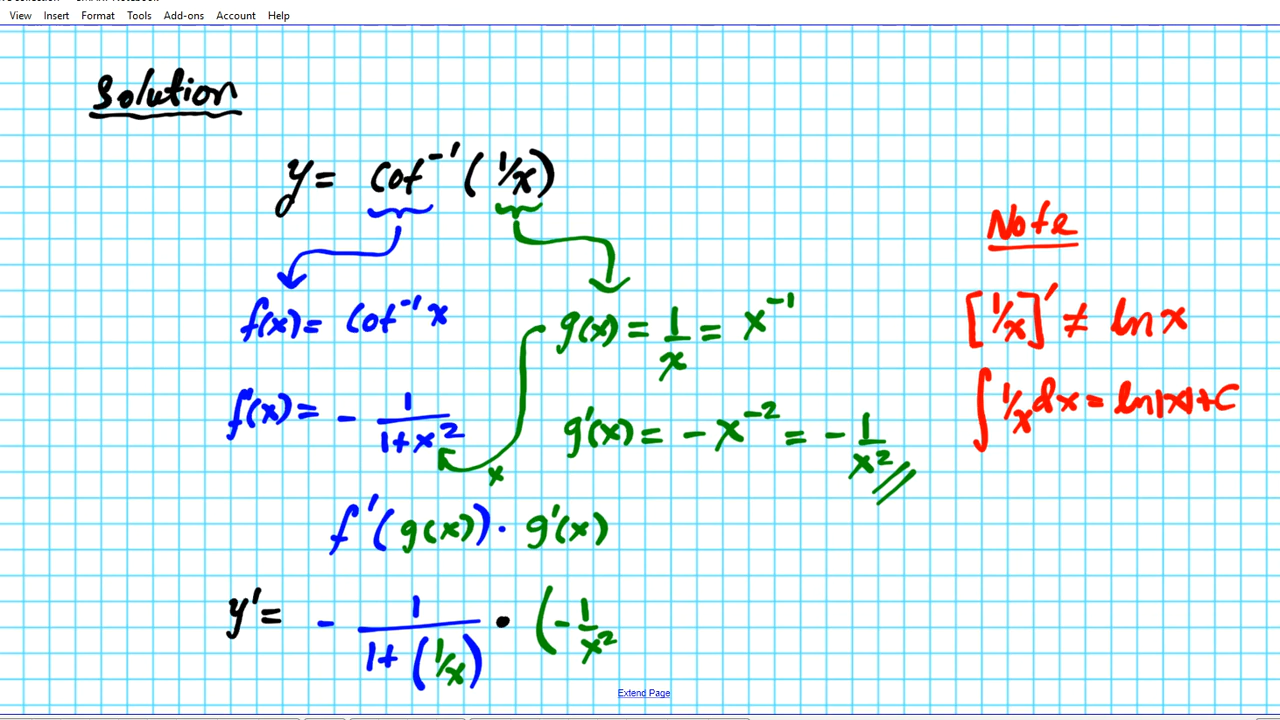 View Insert Format Tools Add-ons Account Help
Solution
y = cot⁻¹(1/x)
f(x) = cot⁻¹ x
g(x) = 1/x = x⁻¹
f'(x) = - 1/(1+x²)
g'(x) = -x⁻² = - 1/x²
x
f'(g(x)) · g'(x)
y' = - 1/(1+(1/x)) · (- 1/x²
Note
[1/x]' ≠ ln x
∫ 1/x dx = ln|x|+C
Extend Page